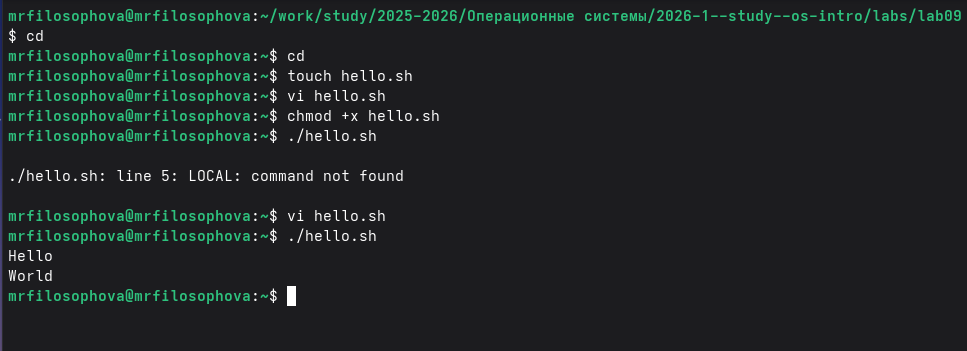 mrfilosophova@mrfilosophova:~/work/study/2025-2026/Операционные системы/2026-1--study--os-intro/labs/lab09
$ cd
mrfilosophova@mrfilosophova:~$ cd
mrfilosophova@mrfilosophova:~$ touch hello.sh
mrfilosophova@mrfilosophova:~$ vi hello.sh
mrfilosophova@mrfilosophova:~$ chmod +x hello.sh
mrfilosophova@mrfilosophova:~$ ./hello.sh
./hello.sh: line 5: LOCAL: command not found
mrfilosophova@mrfilosophova:~$ vi hello.sh
mrfilosophova@mrfilosophova:~$ ./hello.sh
Hello
World
mrfilosophova@mrfilosophova:~$